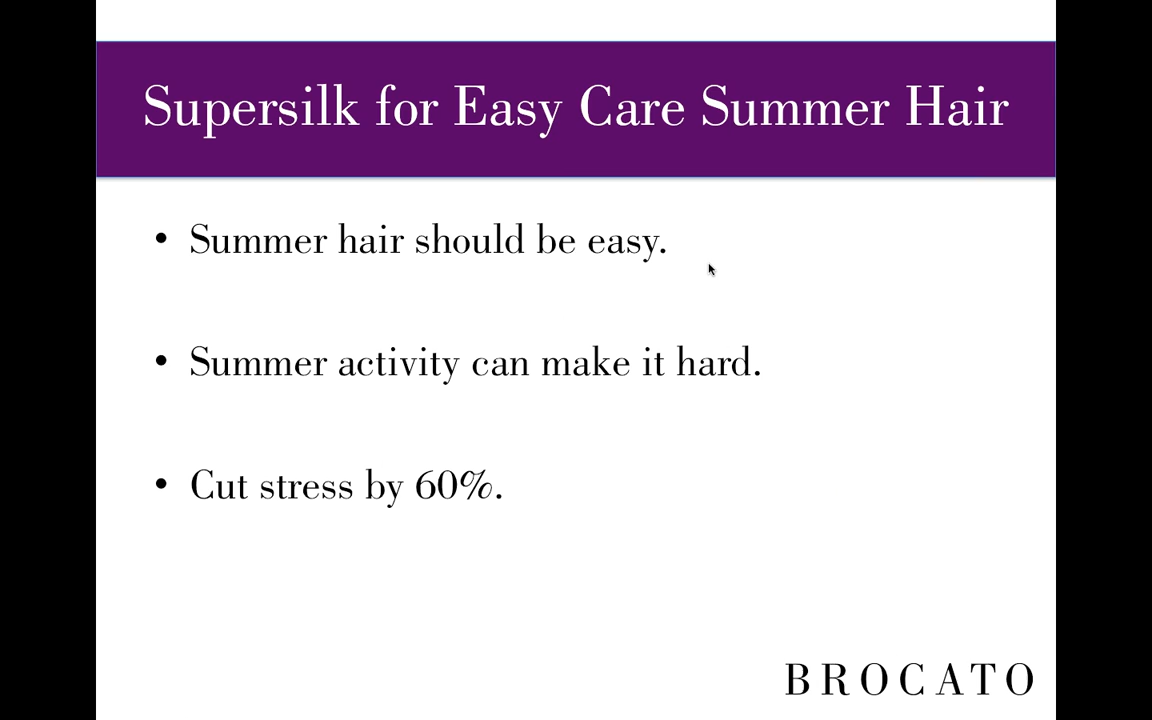 Supersilk for Easy Care Summer Hair
• Summer hair should be easy.
• Summer activity can make it hard.
• Cut stress by 60%.
BROCATO